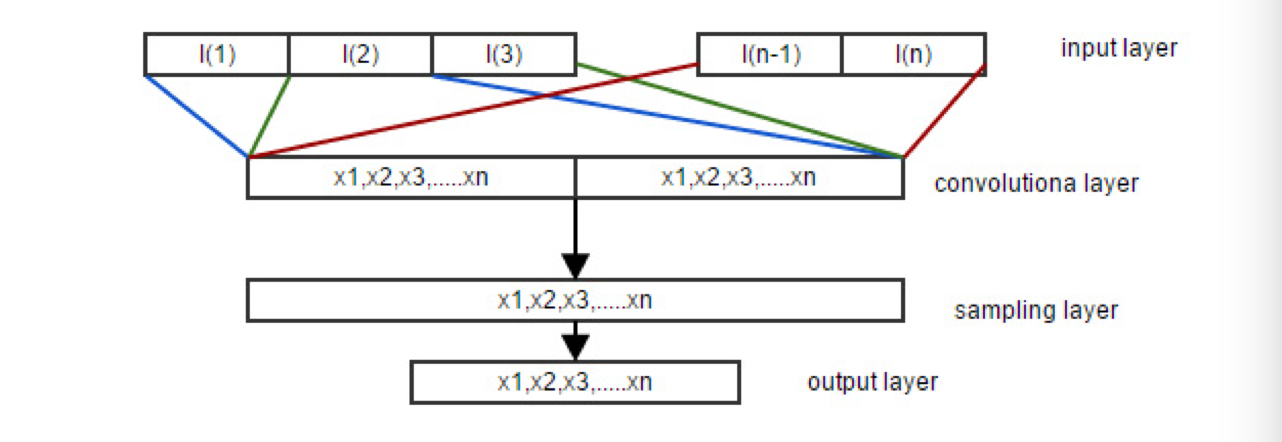 I(1) I(2) I(3) I(n-1) I(n) input layer
x1,x2,x3,.....xn x1,x2,x3,.....xn convolutiona layer
x1,x2,x3,.....xn sampling layer
x1,x2,x3,.....xn output layer